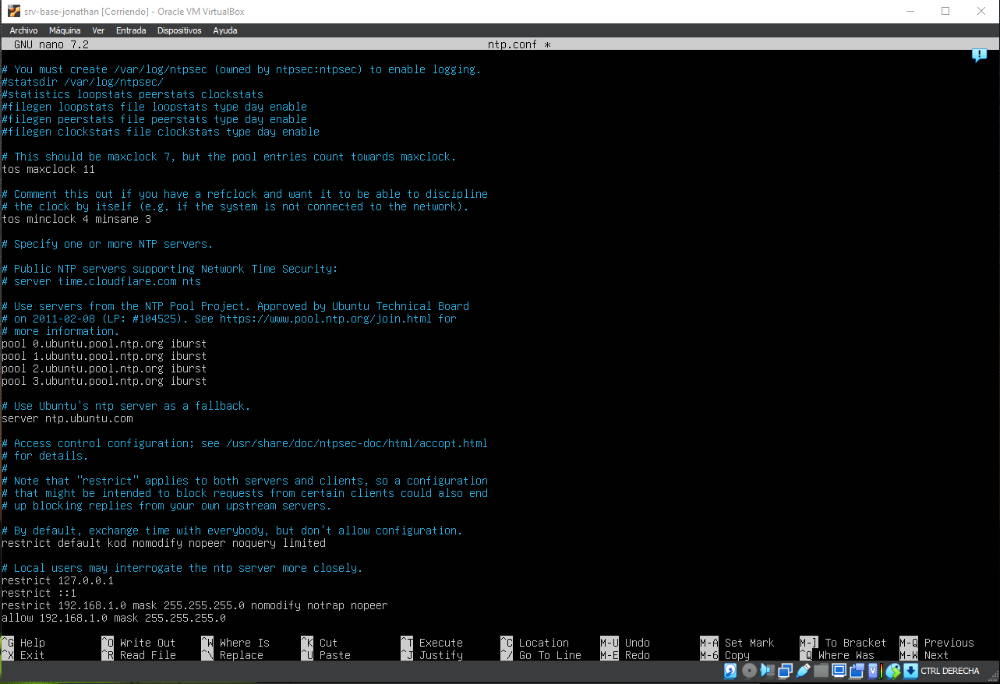 srv-base-jonathan [Corriendo] - Oracle VM VirtualBox
Archivo Máquina Ver Entrada Dispositivos Ayuda
GNU nano 7.2 ntp.conf *
# You must create /var/log/ntpsec (owned by ntpsec:ntpsec) to enable logging.
#statsdir /var/log/ntpsec/
#statistics loopstats peerstats clockstats
#filegen loopstats file loopstats type day enable
#filegen peerstats file peerstats type day enable
#filegen clockstats file clockstats type day enable
# This should be maxclock 7, but the pool entries count towards maxclock.
tos maxclock 11
# Comment this out if you have a refclock and want it to be able to discipline
# the clock by itself (e.g. if the system is not connected to the network).
tos minclock 4 minsane 3
# Specify one or more NTP servers.
# Public NTP servers supporting Network Time Security:
# server time.cloudflare.com nts
# Use servers from the NTP Pool Project. Approved by Ubuntu Technical Board
# on 2011-02-08 (LP: #104525). See https://www.pool.ntp.org/join.html for
# more information.
pool 0.ubuntu.pool.ntp.org iburst
pool 1.ubuntu.pool.ntp.org iburst
pool 2.ubuntu.pool.ntp.org iburst
pool 3.ubuntu.pool.ntp.org iburst
# Use Ubuntu's ntp server as a fallback.
server ntp.ubuntu.com
# Access control configuration; see /usr/share/doc/ntpsec-doc/html/accopt.html
# for details.
#
# Note that "restrict" applies to both servers and clients, so a configuration
# that might be intended to block requests from certain clients could also end
# up blocking replies from your own upstream servers.
# By default, exchange time with everybody, but don't allow configuration.
restrict default kod nomodify nopeer noquery limited
# Local users may interrogate the ntp server more closely.
restrict 127.0.0.1
restrict ::1
restrict 192.168.1.0 mask 255.255.255.0 nomodify notrap nopeer
allow 192.168.1.0 mask 255.255.255.0
^G Help ^O Write Out ^W Where Is ^K Cut ^T Execute ^C Location M-U Undo M-A Set Mark M-] To Bracket M-Q Previous
^X Exit ^R Read File ^\ Replace ^U Paste ^J Justify ^/ Go To Line M-E Redo M-6 Copy ^Q Where Was M-W Next
CTRL DERECHA